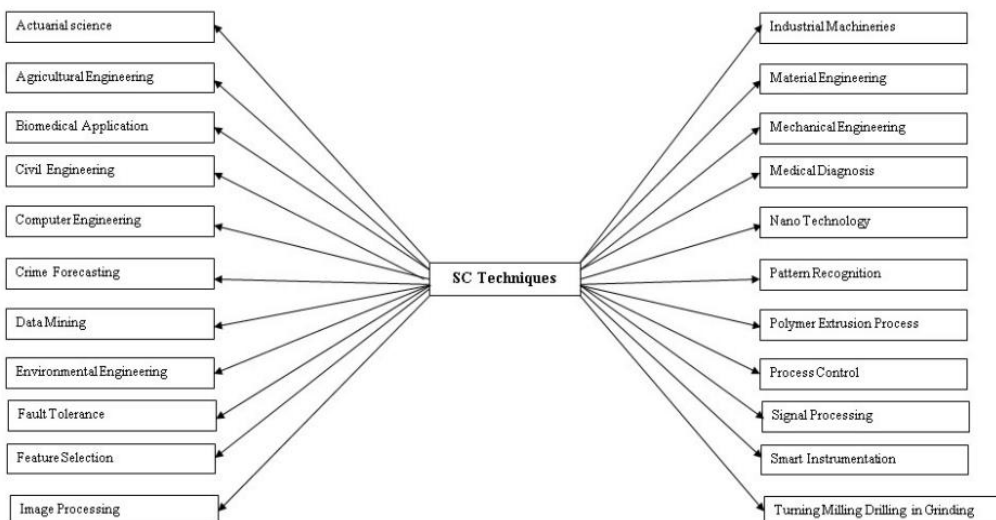 Actuarial science
Agricultural Engineering
Biomedical Application
Civil Engineering
Computer Engineering
Crime Forecasting
Data Mining
Environmental Engineering
Fault Tolerance
Feature Selection
Image Processing
SC Techniques
Industrial Machineries
Material Engineering
Mechanical Engineering
Medical Diagnosis
Nano Technology
Pattern Recognition
Polymer Extrusion Process
Process Control
Signal Processing
Smart Instrumentation
Turning Milling Drilling in Grinding